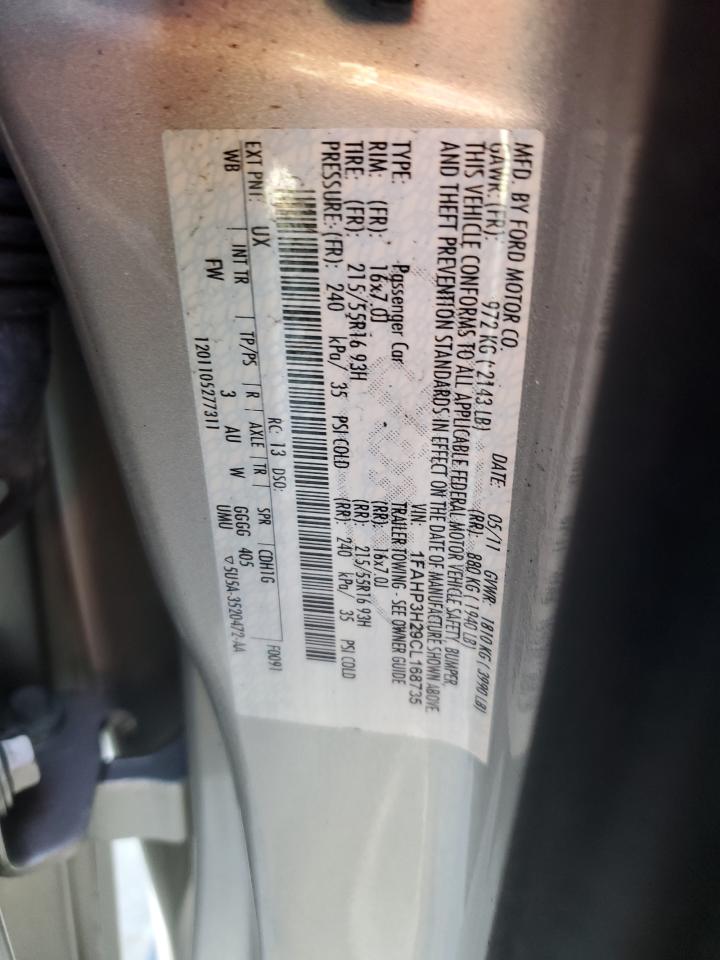 MFD. BY FORD MOTOR CO. DATE: 05/11 GVWR: 1810 KG ( 3990 LB)
GAWR: (FR): 972 KG ( 2143 LB) (RR): 880 KG ( 1940 LB)
THIS VEHICLE CONFORMS TO ALL APPLICABLE FEDERAL MOTOR VEHICLE SAFETY, BUMPER,
AND THEFT PREVENTION STANDARDS IN EFFECT ON THE DATE OF MANUFACTURE SHOWN ABOVE
VIN: 1FAHP3H29CL168735
TYPE: Passenger Car TRAILER TOWING - SEE OWNER GUIDE
RIM: (FR): 16x7.0J (RR): 16x7.0J
TIRE: (FR): 215/55R16 93H (RR): 215/55R16 93H
PRESSURE: (FR): 240 kPa/ 35 PSI COLD (RR): 240 kPa/ 35 PSI COLD
RC: 13 DSO: F0091
EXT PNT: UX
WB | INT TR | TP/PS | R | AXLE | TR | SPR | CDH1G
FW 3 AU W GGGG 405
UMU
1201105277311 ▽5U5A-3520472-AA